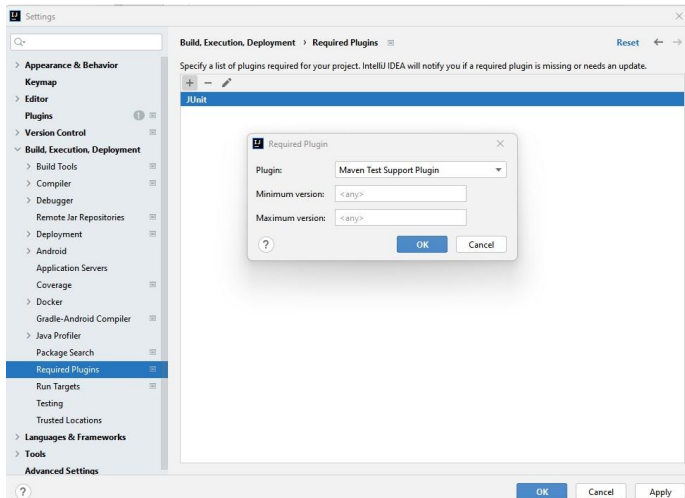 Settings
Build, Execution, Deployment › Required Plugins
Reset
Specify a list of plugins required for your project. IntelliJ IDEA will notify you if a required plugin is missing or needs an update.
JUnit
Appearance & Behavior
Keymap
Editor
Plugins
Version Control
Build, Execution, Deployment
Build Tools
Compiler
Debugger
Remote Jar Repositories
Deployment
Android
Application Servers
Coverage
Docker
Gradle-Android Compiler
Java Profiler
Package Search
Required Plugins
Run Targets
Testing
Trusted Locations
Languages & Frameworks
Tools
Advanced Settings
Required Plugin
Plugin: Maven Test Support Plugin
Minimum version: <any>
Maximum version: <any>
? OK Cancel
? OK Cancel Apply